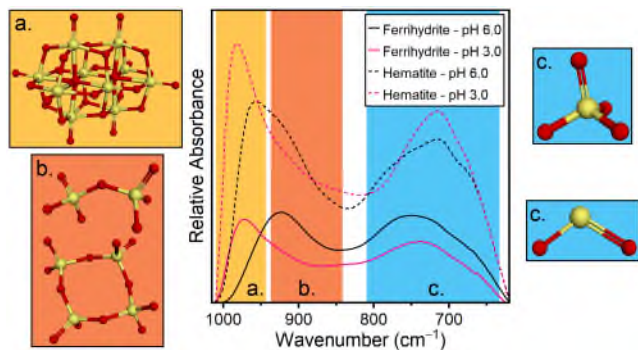 a.
b.
Ferrihydrite - pH 6.0
Ferrihydrite - pH 3.0
Hematite - pH 6.0
Hematite - pH 3.0
Relative Absorbance
a.
b.
c.
1000
900
800
700
Wavenumber (cm⁻¹)
c.
c.